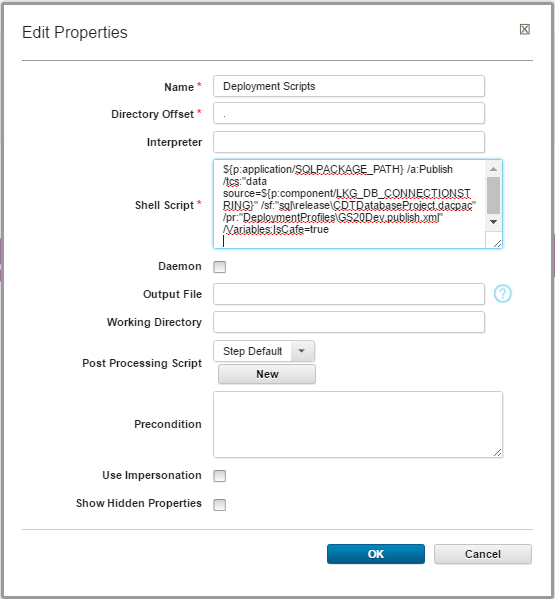 Edit Properties
Name *
Deployment Scripts
Directory Offset *
.
Interpreter
Shell Script *
${p:application/SQLPACKAGE_PATH} /a:Publish
/tcs:"data
source=${p:component/LKG_DB_CONNECTIONST
RING}" /sf:"sql\release\CDTDatabaseProject.dacpac"
/pr:"DeploymentProfiles\GS20Dev.publish.xml"
/Variables:IsCafe=true
Daemon
Output File
?
Working Directory
Post Processing Script
Step Default
New
Precondition
Use Impersonation
Show Hidden Properties
OK
Cancel